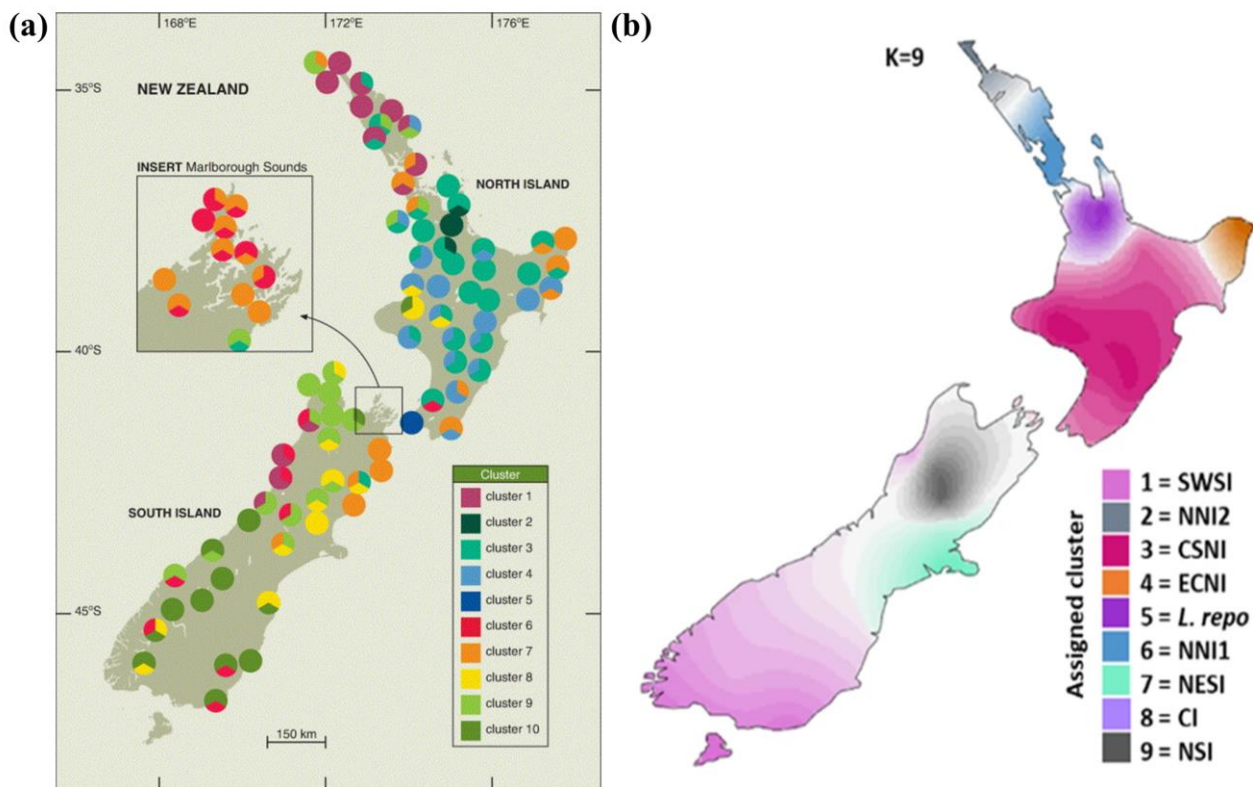 (a)
168°E
172°E
176°E
35°S
NEW ZEALAND
INSERT Marlborough Sounds
NORTH ISLAND
40°S
SOUTH ISLAND
45°S
150 km
Cluster
cluster 1
cluster 2
cluster 3
cluster 4
cluster 5
cluster 6
cluster 7
cluster 8
cluster 9
cluster 10
(b)
K=9
Assigned cluster
1 = SWSI
2 = NNI2
3 = CSNI
4 = ECNI
5 = L. repo
6 = NNI1
7 = NESI
8 = CI
9 = NSI